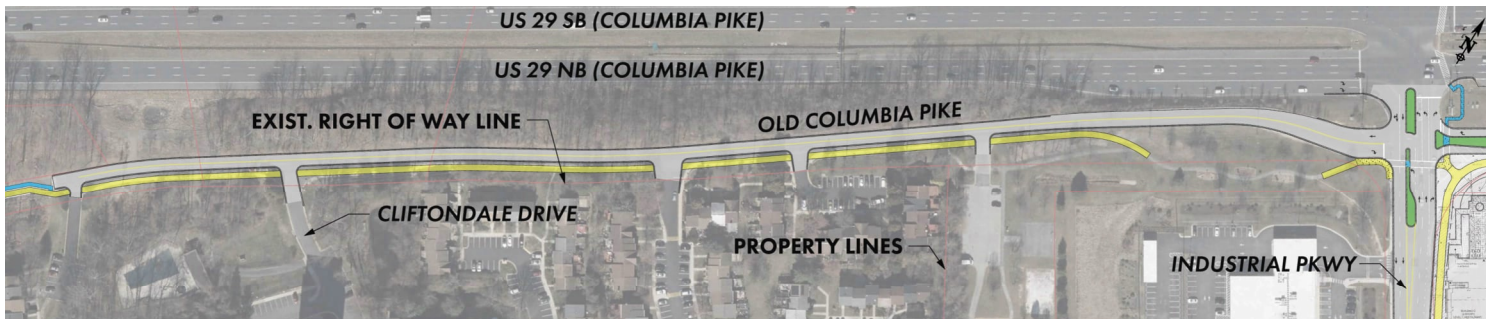 US 29 SB (COLUMBIA PIKE)
N
US 29 NB (COLUMBIA PIKE)
EXIST. RIGHT OF WAY LINE
OLD COLUMBIA PIKE
CLIFTONDALE DRIVE
PROPERTY LINES
INDUSTRIAL PKWY